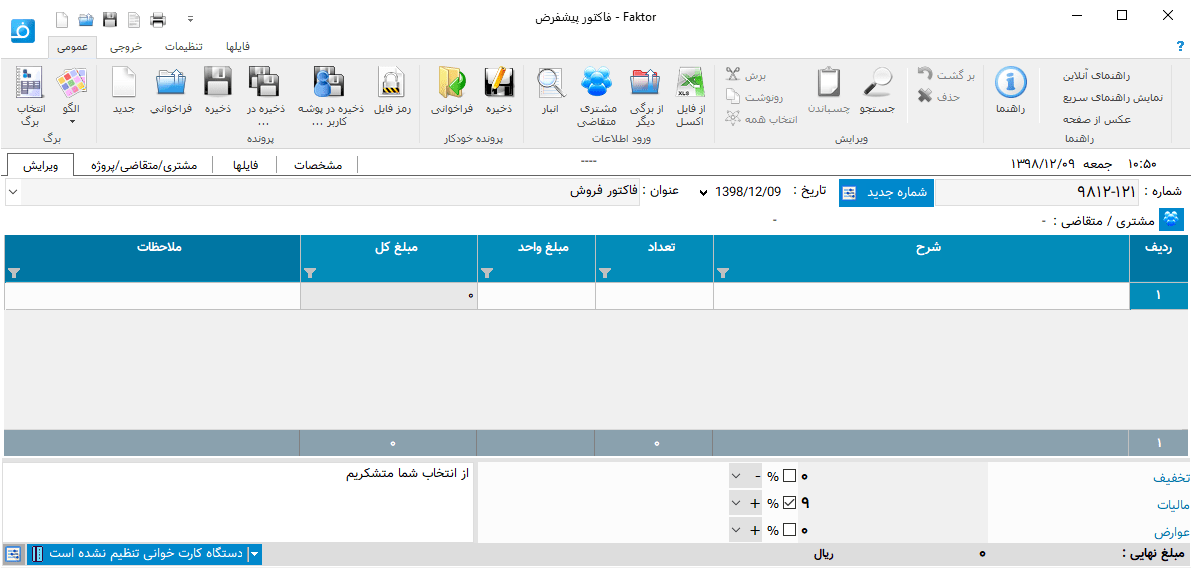 Faktor - فاکتور پیشفرض
عمومی خروجی تنظیمات فایلها ?
انتخاب برگ
الگو
برگ
جدید
فراخوانی
ذخیره
ذخیره در ...
ذخیره در پوشه کاربر ...
رمز فایل
پرونده
فراخوانی
ذخیره
پرونده خودکار
انبار
مشتری متقاضی
از برگی دیگر
XLS
از فایل اکسل
ورود اطلاعات
برش
رونوشت
انتخاب همه
چسباندن
جستجو
بر گشت
حذف
ویرایش
راهنما
راهنمای آنلاین
نمایش راهنمای سریع
عکس از صفحه
راهنما
ویرایش مشتری/متقاضی/پروژه فایلها مشخصات
----
جمعه ۱۳۹۸/۱۲/۰۹ ۱۰:۵۰
شماره : ۹۸۱۲-۱۲۱ شماره جدید تاریخ : 1398/12/09 عنوان : فاکتور فروش
مشتری / متقاضی : - -
ردیف شرح تعداد مبلغ واحد مبلغ کل ملاحظات
۱ ۰
۱ ۰ ۰
تخفیف ۰ % -
مالیات ۹ % +
عوارض ۰ % +
از انتخاب شما متشکریم
مبلغ نهایی : ۰ ریال
دستگاه کارت خوانی تنظیم نشده است